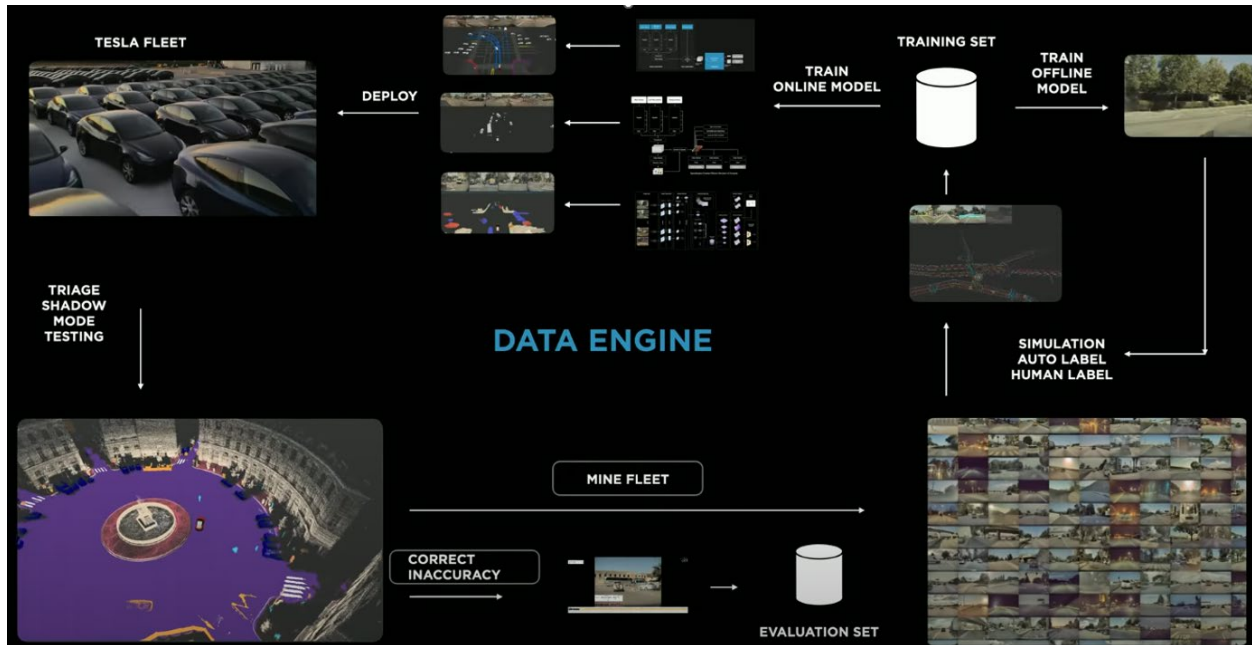 TESLA FLEET
DEPLOY
TRAIN
ONLINE MODEL
TRAINING SET
TRAIN
OFFLINE
MODEL
TRIAGE
SHADOW
MODE
TESTING
DATA ENGINE
SIMULATION
AUTO LABEL
HUMAN LABEL
MINE FLEET
CORRECT
INACCURACY
EVALUATION SET